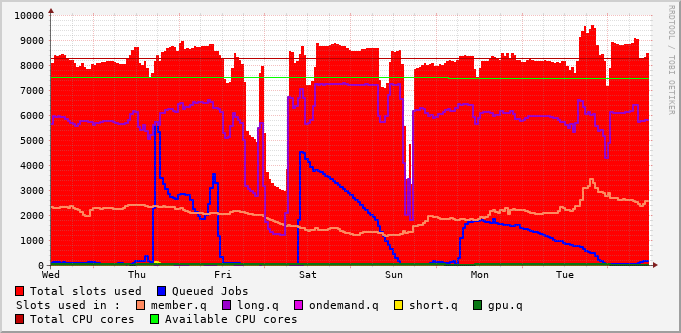 10000
9000
8000
7000
6000
5000
4000
3000
2000
1000
0
Wed Thu Fri Sat Sun Mon Tue
Total slots used Queued Jobs
Slots used in : member.q long.q ondemand.q short.q gpu.q
Total CPU cores Available CPU cores
RRDTOOL / TOBI OETIKER